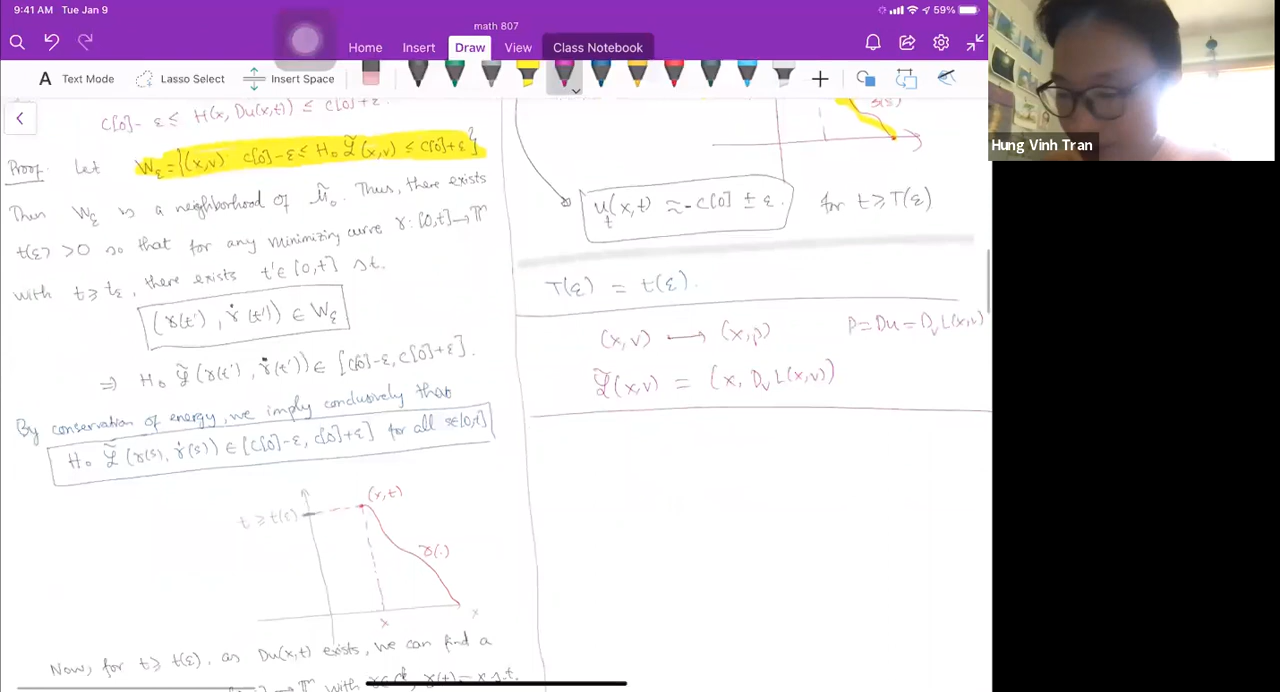 9:41 AM Tue Jan 9
59%
math 807
Home Insert Draw View Class Notebook
A Text Mode Lasso Select Insert Space
C[0]-ε ≤ H(x, Du(x,t)) ≤ C[0]+ε.
Proof. Let W_ε = {(x,v) C[0]-ε ≤ H∘L̃(x,v) ≤ C[0]+ε}
Then W_ε is a neighborhood of M̃₀. Thus, there exists
t(ε) > 0 so that for any minimizing curve γ: [0,t] → 𝕋ⁿ
with t ≥ t_ε, there exists t' ∈ [0,t] s.t.
(γ(t'), γ̇(t')) ∈ W_ε
⇒ H∘L̃(γ(t'), γ̇(t')) ∈ [C[0]-ε, C[0]+ε].
By conservation of energy, we imply conclusively that
H∘L̃(γ(s), γ̇(s)) ∈ [C[0]-ε, C[0]+ε] for all s∈[0,t]
(x,t)
t ≥ t(ε)
γ(.)
x
x
Now, for t ≥ t(ε), as Du(x,t) exists, we can find a
u_t(x,t) ≈ -C[0] ± ε. for t ≥ T(ε)
T(ε) = t(ε).
(x,v) ⟼ (x,p) P = Du = D_vL(x,v)
L̃(x,v) = (x, D_vL(x,v))
Hung Vinh Tran